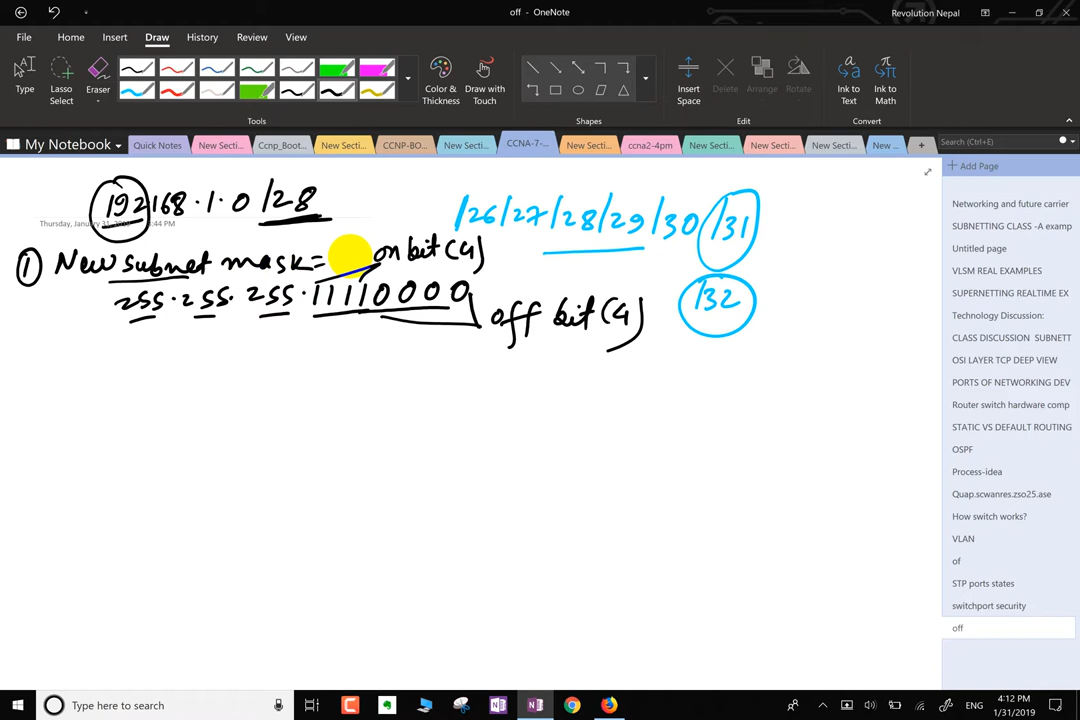 off - OneNote
Revolution Nepal
File Home Insert Draw History Review View
Type
Lasso Select
Eraser
Color & Thickness
Draw with Touch
Insert Space
Delete
Arrange
Rotate
Ink to Text
Ink to Math
Tools
Shapes
Edit
Convert
My Notebook
Quick Notes
New Secti...
Ccnp_Boot...
New Secti...
CCNP-BO...
New Secti...
CCNA-7-...
New Secti...
ccna2-4pm
New Secti...
New Secti...
New Secti...
New ...
+
Search (Ctrl+E)
Add Page
192168.1.0/28
Thursday, January 31, 4:44 PM
/26/27/28/29/30/31
/32
① New subnet mask= on bit(4)
255.255.255.11110000
off bit(4)
Networking and future carrier
SUBNETTING CLASS -A examp
Untitled page
VLSM REAL EXAMPLES
SUPERNETTING REALTIME EX
Technology Discussion:
CLASS DISCUSSION SUBNETT
OSI LAYER TCP DEEP VIEW
PORTS OF NETWORKING DEV
Router switch hardware comp
STATIC VS DEFAULT ROUTING
OSPF
Process-idea
Quap.scwanres.zso25.ase
How switch works?
VLAN
of
STP ports states
switchport security
off
Type here to search
ENG
4:12 PM
1/31/2019